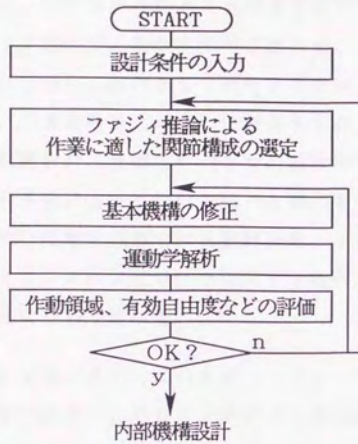 START
設計条件の入力
ファジィ推論による
作業に適した関節構成の選定
基本機構の修正
運動学解析
作動領域、有効自由度などの評価
OK？
n
y
内部機構設計